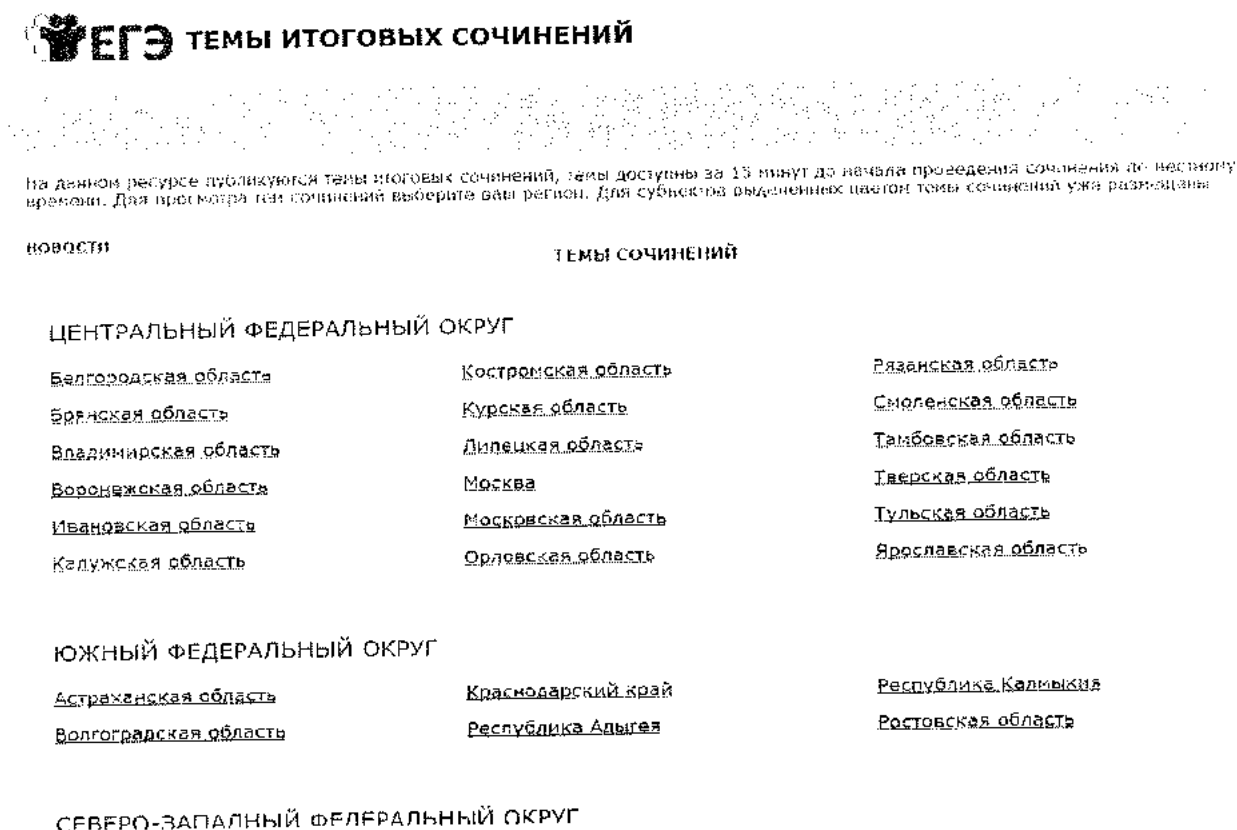 ЕГЭ ТЕМЫ ИТОГОВЫХ СОЧИНЕНИЙ
На данном ресурсе публикуются темы итоговых сочинений, темы доступны за 15 минут до начала проведения сочинения по местному
времени. Для просмотра тем сочинений выберите ваш регион. Для субъектов выделенных цветом темы сочинений уже размещены
НОВОСТИ
ТЕМЫ СОЧИНЕНИЙ
ЦЕНТРАЛЬНЫЙ ФЕДЕРАЛЬНЫЙ ОКРУГ
Белгородская область Костромская область Рязанская область
Брянская область Курская область Смоленская область
Владимирская область Липецкая область Тамбовская область
Воронежская область Москва Тверская область
Ивановская область Московская область Тульская область
Калужская область Орловская область Ярославская область
ЮЖНЫЙ ФЕДЕРАЛЬНЫЙ ОКРУГ
Астраханская область Краснодарский край Республика Калмыкия
Волгоградская область Республика Адыгея Ростовская область
СЕВЕРО-ЗАПАДНЫЙ ФЕДЕРАЛЬНЫЙ ОКРУГ